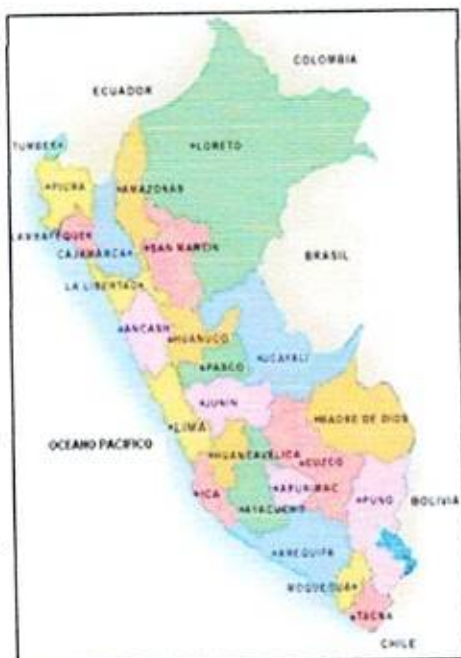 COLOMBIA
ECUADOR
TUMBES
LORETO
PIURA
AMAZONAS
LAMBAYEQUE
CAJAMARCA
SAN MARTIN
BRASIL
LA LIBERTAD
ANCASH
HUANUCO
UCAYALI
PASCO
JUNIN
MADRE DE DIOS
LIMA
OCEANO PACIFICO
HUANCAVELICA
CUZCO
ICA
APURIMAC
PUNO
BOLIVIA
AYACUCHO
AREQUIPA
MOQUEGUA
TACNA
CHILE